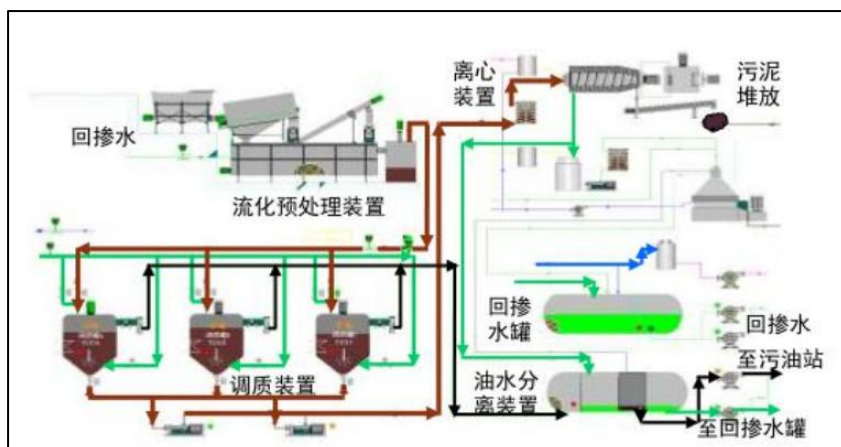 离心
装置
污泥
堆放
回掺水
流化预处理装置
回掺
水罐
回掺水
至污油站
调质装置
油水分
离装置
至回掺水罐